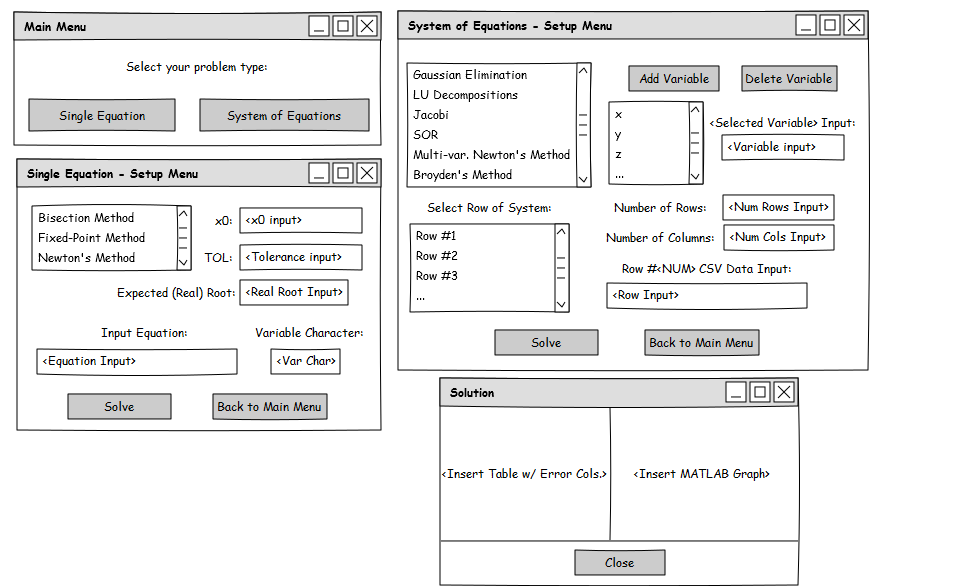 Main Menu
Select your problem type:
Single Equation
System of Equations
Single Equation - Setup Menu
Bisection Method
Fixed-Point Method
Newton's Method
x0:
<x0 input>
TOL:
<Tolerance input>
Expected (Real) Root:
<Real Root Input>
Input Equation:
Variable Character:
<Equation Input>
<Var Char>
Solve
Back to Main Menu
System of Equations - Setup Menu
Gaussian Elimination
LU Decompositions
Jacobi
SOR
Multi-var. Newton's Method
Broyden's Method
Add Variable
Delete Variable
x
y
z
...
<Selected Variable> Input:
<Variable input>
Select Row of System:
Row #1
Row #2
Row #3
...
Number of Rows:
<Num Rows Input>
Number of Columns:
<Num Cols Input>
Row #<NUM> CSV Data Input:
<Row Input>
Solve
Back to Main Menu
Solution
<Insert Table w/ Error Cols.>
<Insert MATLAB Graph>
Close